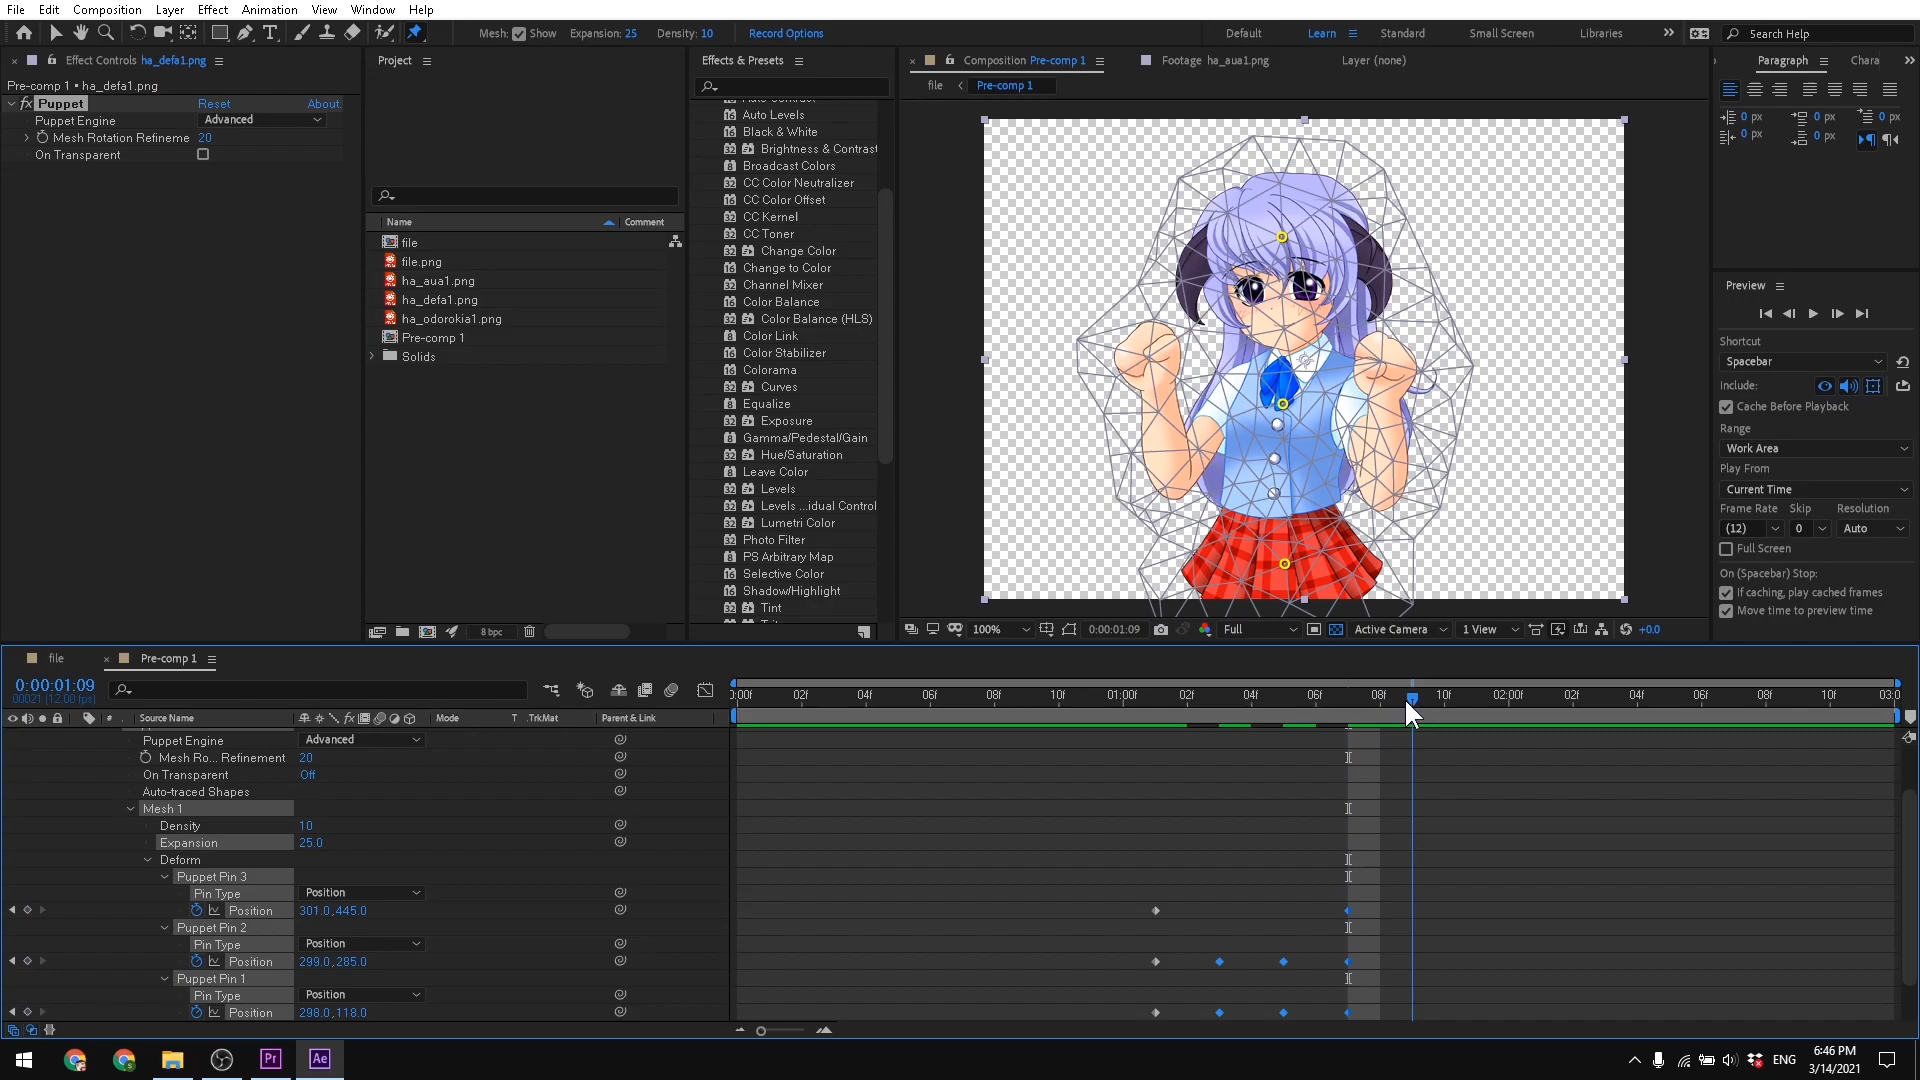 File Edit Composition Layer Effect Animation View Window Help
Mesh: Show Expansion: 25 Density: 10 Record Options Default Learn Standard Small Screen Libraries Search Help
Effect Controls ha_defa1.png
Pre-comp 1 • ha_defa1.png
fx Puppet Reset About.
Puppet Engine Advanced
Mesh Rotation Refineme 20
On Transparent
Project
Name Comment
file
file.png
ha_aua1.png
ha_defa1.png
ha_odorokia1.png
Pre-comp 1
Solids
8 bpc
Effects & Presets
Auto Levels
Black & White
Brightness & Contrast
Broadcast Colors
CC Color Neutralizer
CC Color Offset
CC Kernel
CC Toner
Change Color
Change to Color
Channel Mixer
Color Balance
Color Balance (HLS)
Color Link
Color Stabilizer
Colorama
Curves
Equalize
Exposure
Gamma/Pedestal/Gain
Hue/Saturation
Leave Color
Levels
Levels ...idual Control
Lumetri Color
Photo Filter
PS Arbitrary Map
Selective Color
Shadow/Highlight
Tint
Composition Pre-comp 1 Footage ha_aua1.png Layer (none)
file Pre-comp 1
100% 0:00:01:09 Full Active Camera 1 View +0.0
Paragraph Chara
0 px 0 px 0 px
0 px 0 px
Preview
Shortcut
Spacebar
Include:
Cache Before Playback
Range
Work Area
Play From
Current Time
Frame Rate Skip Resolution
(12) 0 Auto
Full Screen
On (Spacebar) Stop:
If caching, play cached frames
Move time to preview time
file Pre-comp 1
0:00:01:09
00021 (12.00 fps)
:00f 02f 04f 06f 08f 10f 01:00f 02f 04f 06f 08f 10f 02:00f 02f 04f 06f 08f 10f 03:0
# Source Name Mode T .TrkMat Parent & Link
Puppet Engine Advanced
Mesh Ro... Refinement 20
On Transparent Off
Auto-traced Shapes
Mesh 1
Density 10
Expansion 25.0
Deform
Puppet Pin 3
Pin Type Position
Position 301.0,445.0
Puppet Pin 2
Pin Type Position
Position 299.0,285.0
Puppet Pin 1
Pin Type Position
Position 298.0,118.0
Pr Ae
ENG
6:46 PM
3/14/2021